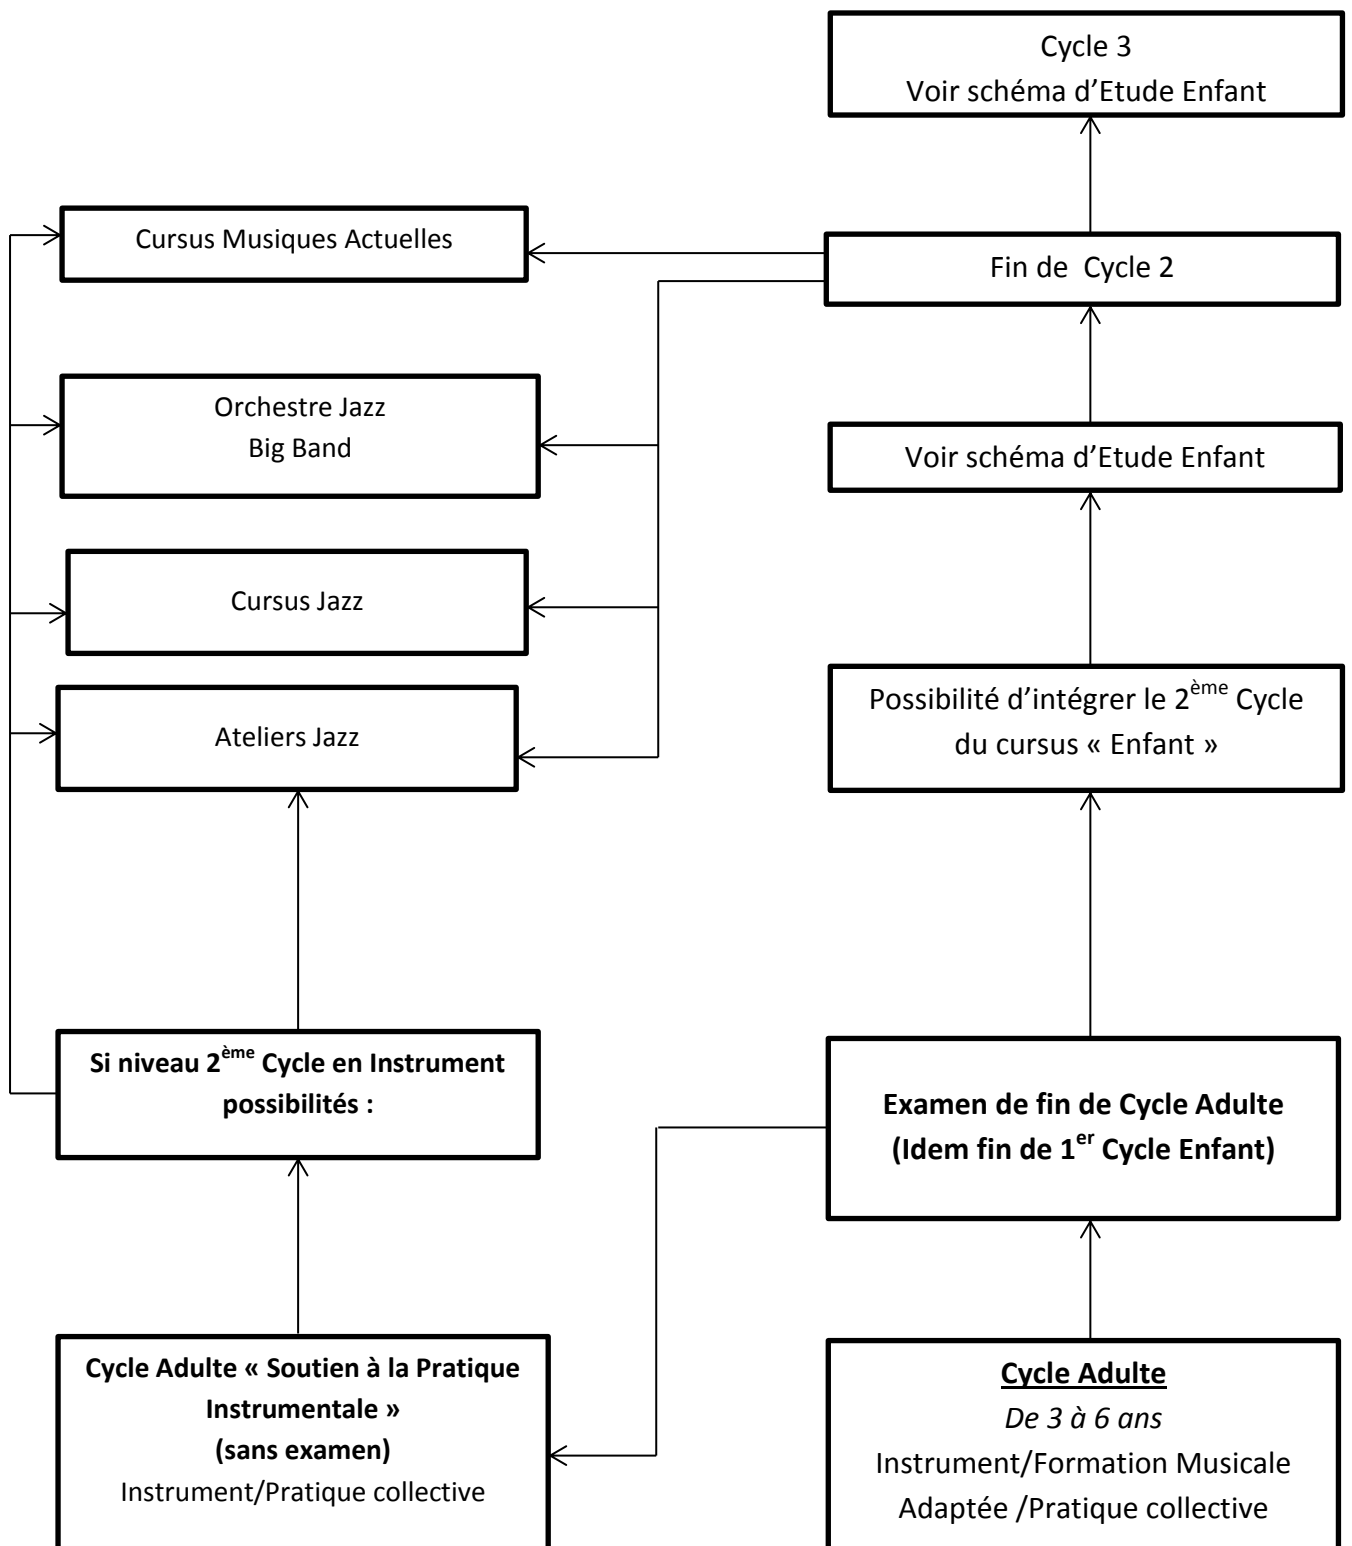 Cycle 3
Voir schéma d’Etude Enfant
Cursus Musiques Actuelles
Fin de  Cycle 2
Orchestre Jazz
Big Band
Voir schéma d’Etude Enfant
Cursus Jazz
Ateliers Jazz
Possibilité d’intégrer le 2ème Cycle
du cursus « Enfant »
Si niveau 2ème Cycle en Instrument
possibilités :
Examen de fin de Cycle Adulte
(Idem fin de 1er Cycle Enfant)
Cycle Adulte « Soutien à la Pratique
Instrumentale »
(sans examen)
Instrument/Pratique collective
Cycle Adulte
De 3 à 6 ans
Instrument/Formation Musicale
Adaptée /Pratique collective